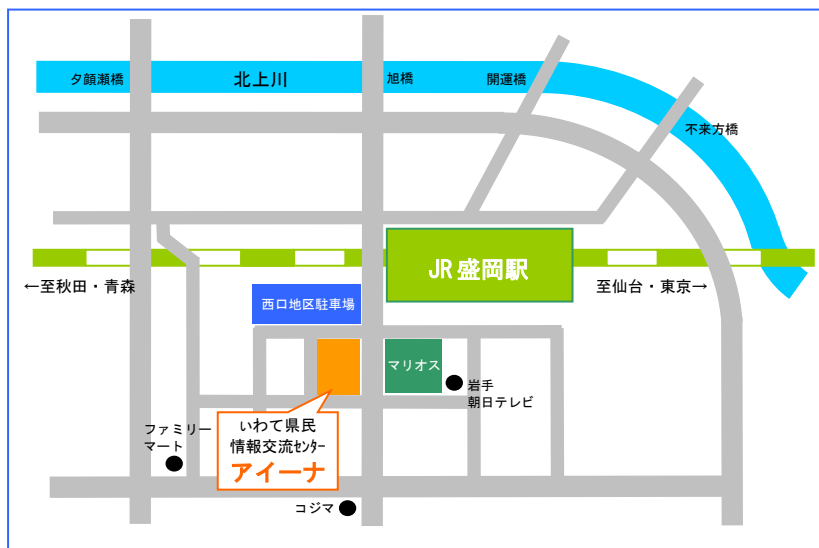 夕顔瀬橋
北上川
旭橋
開運橋
不来方橋
JR盛岡駅
←至秋田・青森
至仙台・東京→
西口地区駐車場
マリオス
岩手
朝日テレビ
いわて県民
情報交流ｾﾝﾀｰ
アイーナ
ファミリー
マート
コジマ